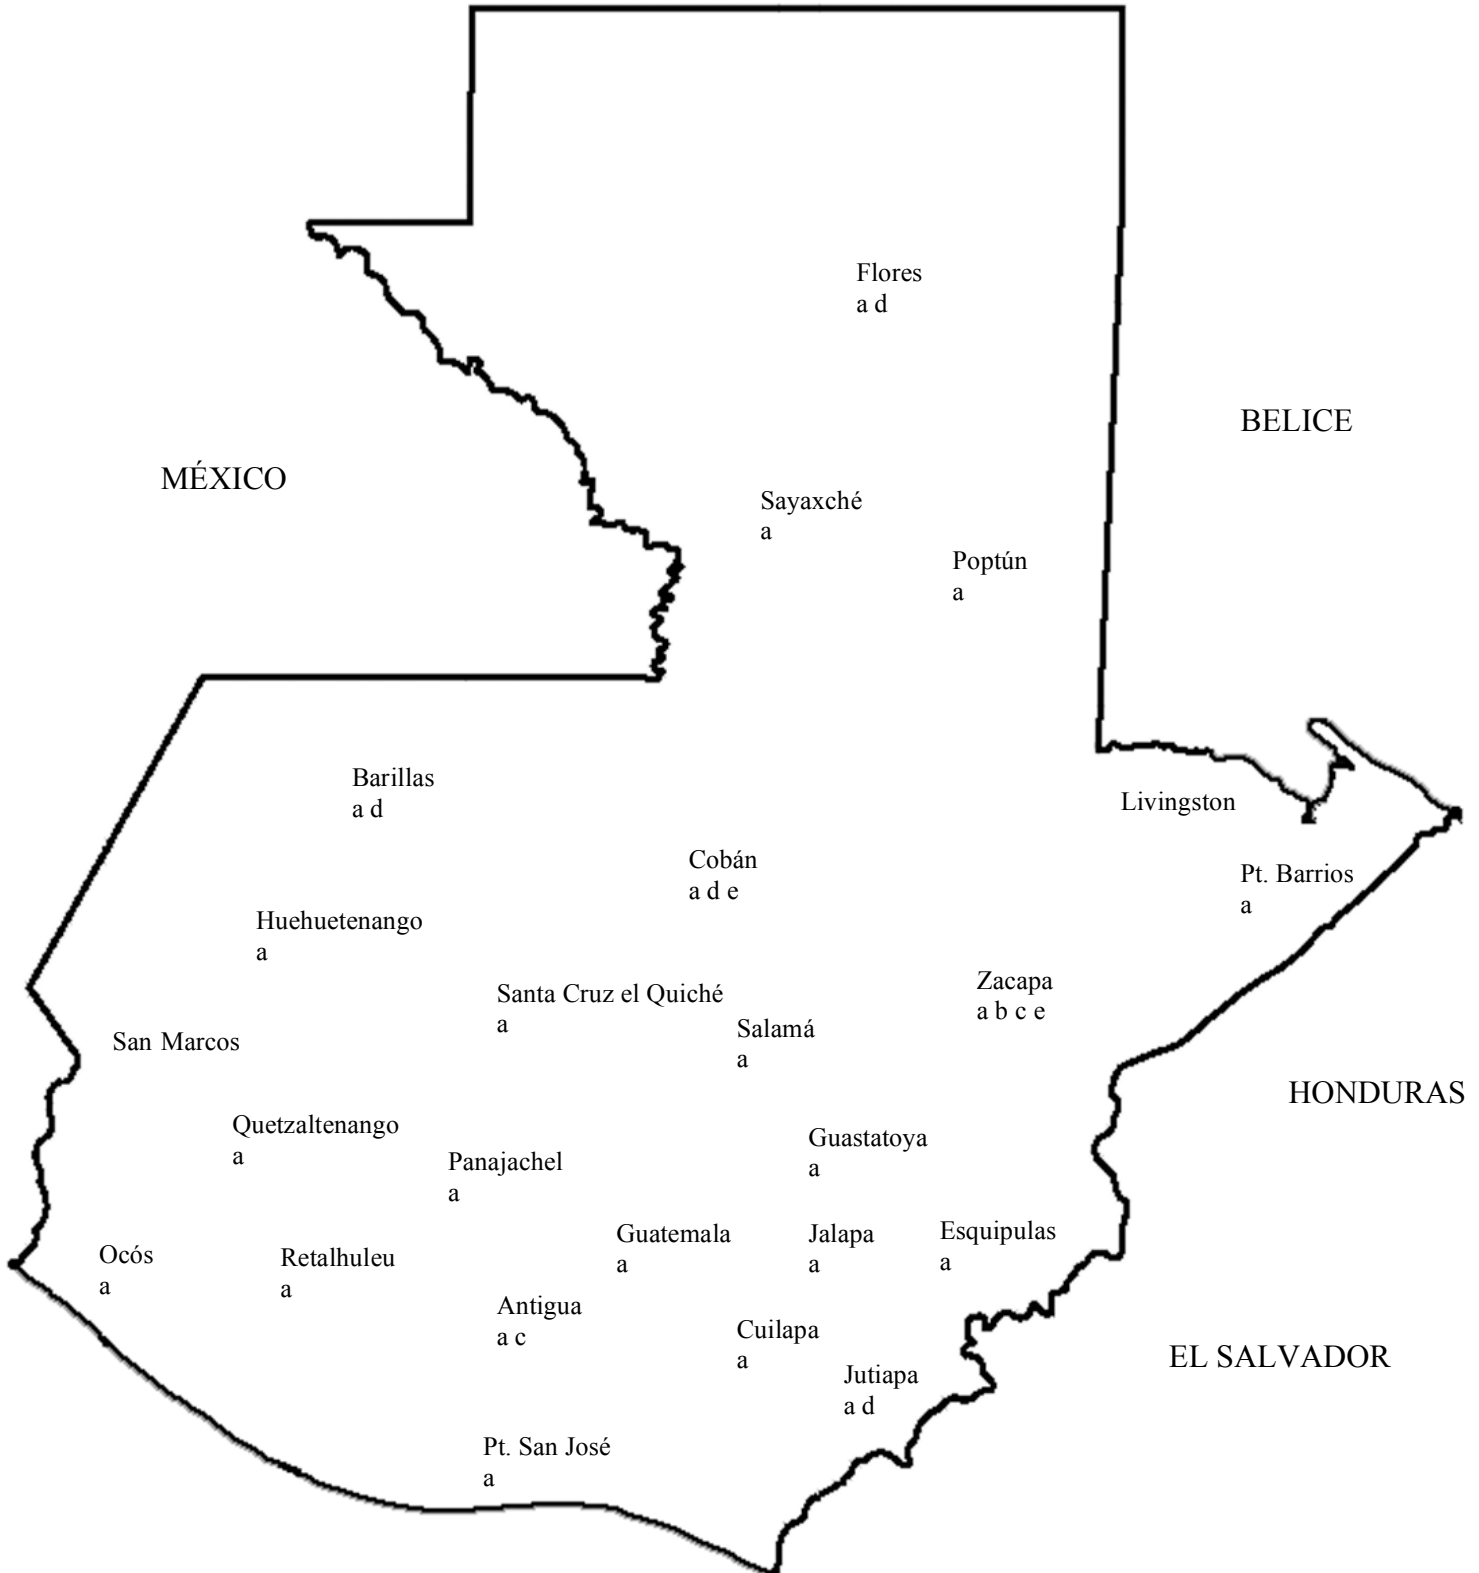 Flores
a d
BELICE
MÉXICO
Sayaxché
a
Poptún
a
Barillas
a d
Livingston
Cobán
a d e
Pt. Barrios
a
Huehuetenango
a
Zacapa
a b c e
Santa Cruz el Quiché
a
Salamá
a
San Marcos
HONDURAS
Quetzaltenango
a
Guastatoya
a
Panajachel
a
Guatemala
a
Jalapa
a
Esquipulas
a
Ocós
a
Retalhuleu
a
Antigua
a c
Cuilapa
a
EL SALVADOR
Jutiapa
a d
Pt. San José
a